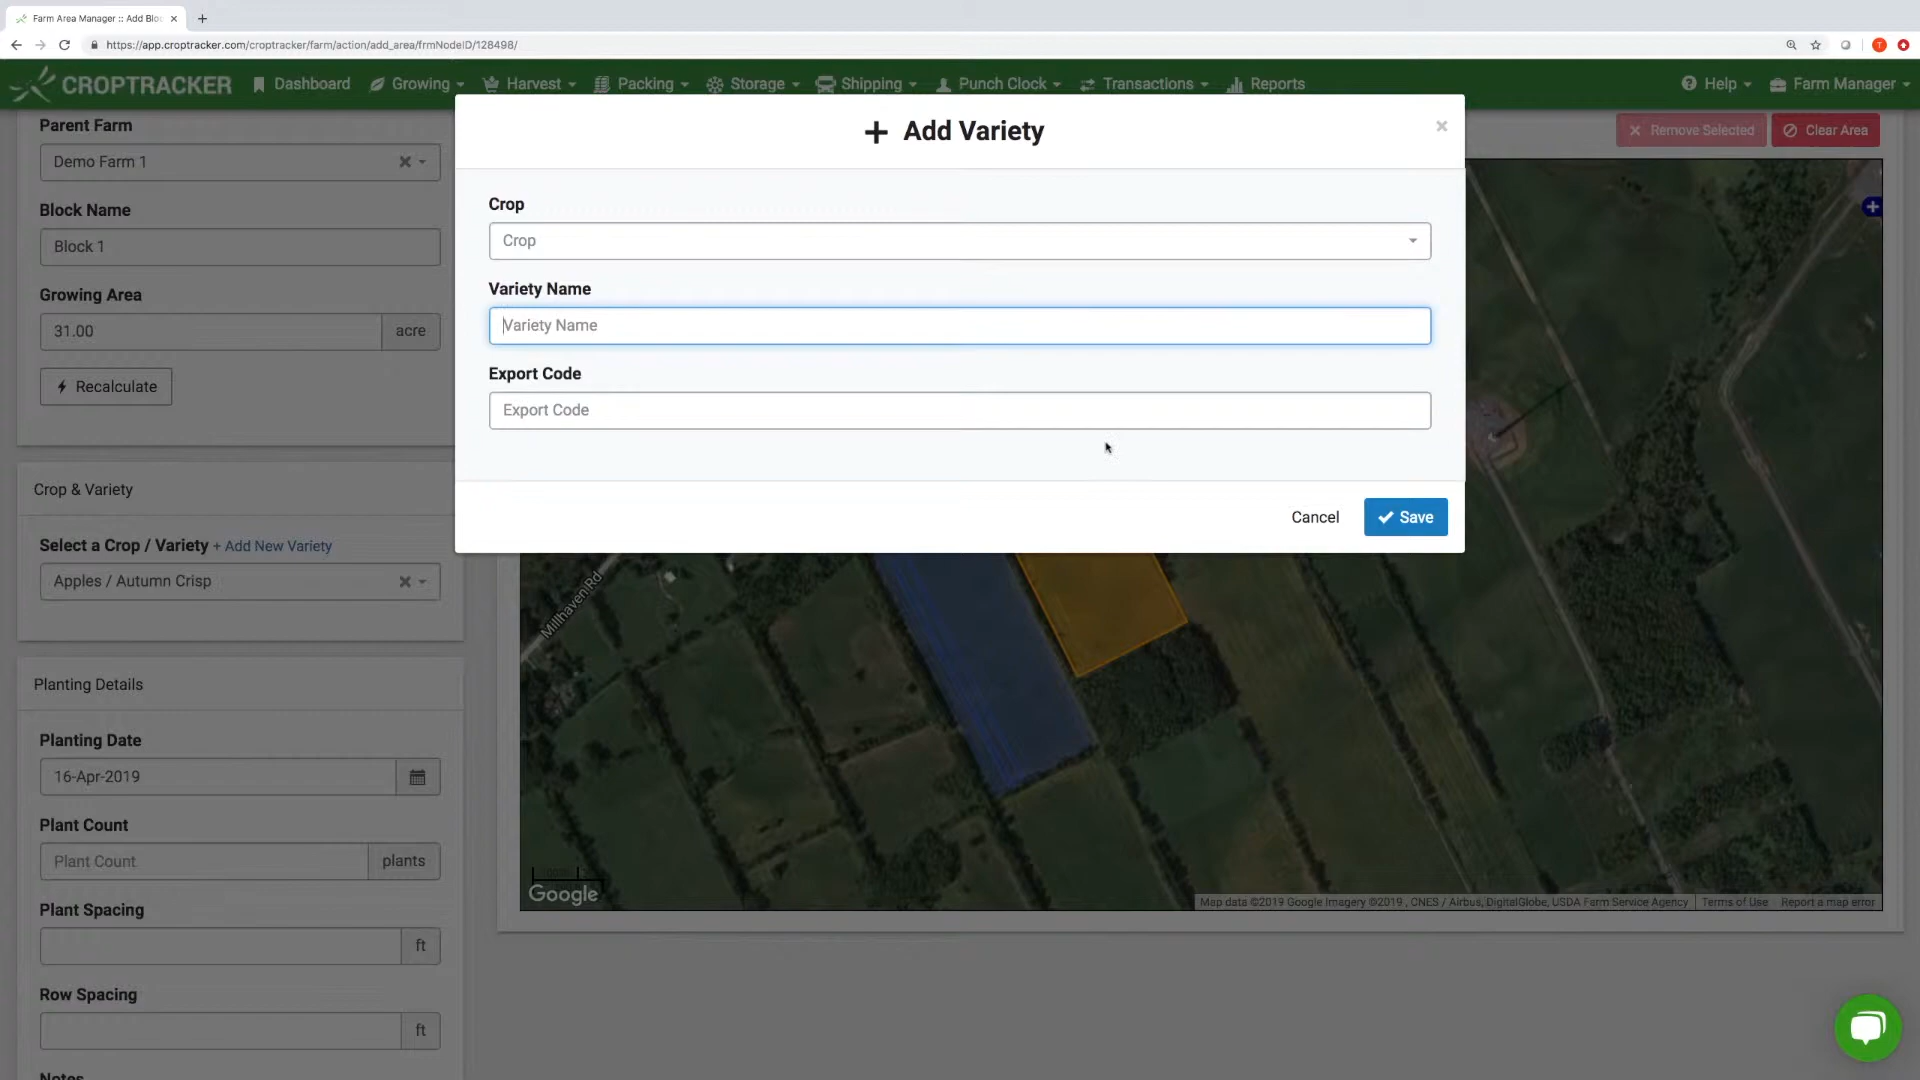 Farm Area Manager :: Add Bloc
https://app.croptracker.com/croptracker/farm/action/add_area/frmNodeID/128498/
T
CROPTRACKER Dashboard Growing Harvest Packing Storage Shipping Punch Clock Transactions Reports Help Farm Manager
+ Add Variety
Remove Selected Clear Area
Parent Farm
Demo Farm 1
Block Name
Block 1
Growing Area
31.00 acre
Recalculate
Crop
Crop
Variety Name
Variety Name
Export Code
Export Code
Cancel Save
Crop & Variety
Select a Crop / Variety + Add New Variety
Apples / Autumn Crisp
Planting Details
Planting Date
16-Apr-2019
Plant Count
Plant Count plants
Plant Spacing
ft
Row Spacing
ft
Notes
Millhaven Rd
Google
Map data ©2019 Google Imagery ©2019 , CNES / Airbus, DigitalGlobe, USDA Farm Service Agency Terms of Use Report a map error